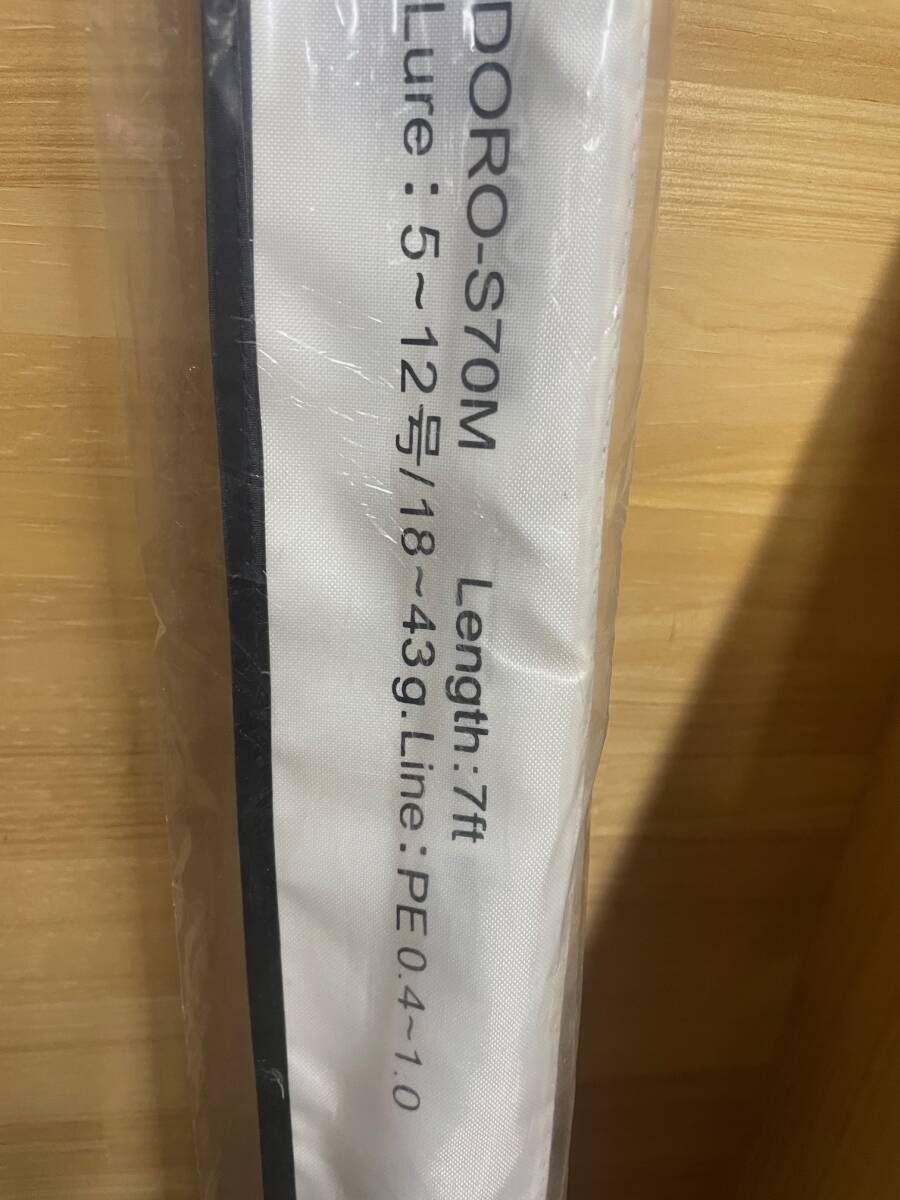 DORO-S70M Length:7ft
Lure:5~12号/18~43g.Line:PE0.4~1.0